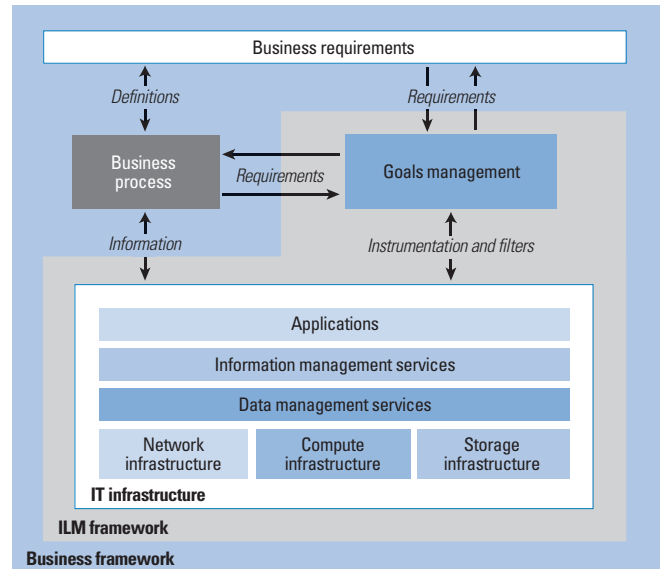 Business requirements
Definitions
Requirements
Business
process
Requirements
Goals management
Information
Instrumentation and filters
Applications
Information management services
Data management services
Network
infrastructure
Compute
infrastructure
Storage
infrastructure
IT infrastructure
ILM framework
Business framework